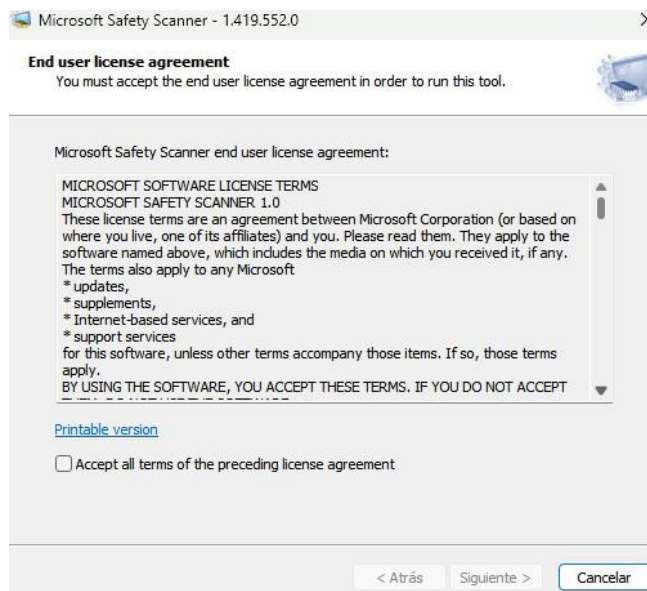 Microsoft Safety Scanner - 1.419.552.0
End user license agreement
You must accept the end user license agreement in order to run this tool.
Microsoft Safety Scanner end user license agreement:
MICROSOFT SOFTWARE LICENSE TERMS
MICROSOFT SAFETY SCANNER 1.0
These license terms are an agreement between Microsoft Corporation (or based on
where you live, one of its affiliates) and you. Please read them. They apply to the
software named above, which includes the media on which you received it, if any.
The terms also apply to any Microsoft
* updates,
* supplements,
* Internet-based services, and
* support services
for this software, unless other terms accompany those items. If so, those terms
apply.
BY USING THE SOFTWARE, YOU ACCEPT THESE TERMS. IF YOU DO NOT ACCEPT
Printable version
Accept all terms of the preceding license agreement
< Atrás
Siguiente >
Cancelar